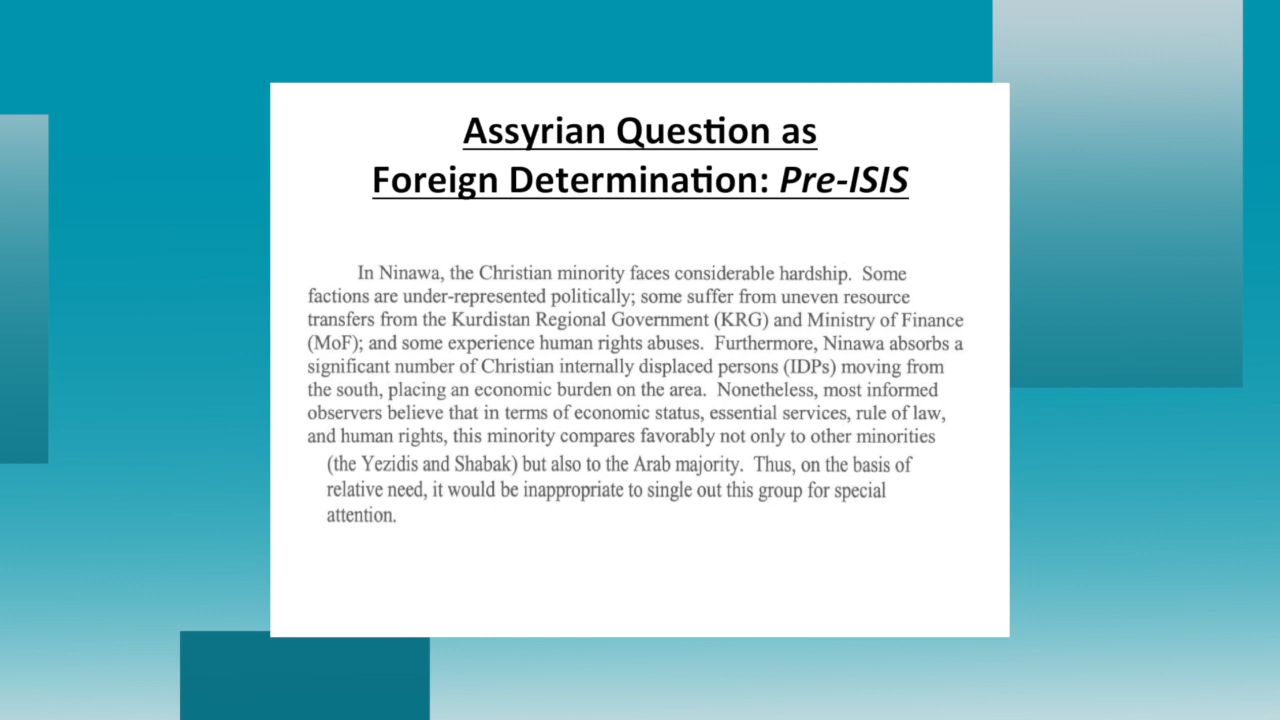 Assyrian Question as
Foreign Determination: Pre-ISIS
In Ninawa, the Christian minority faces considerable hardship. Some
factions are under-represented politically; some suffer from uneven resource
transfers from the Kurdistan Regional Government (KRG) and Ministry of Finance
(MoF); and some experience human rights abuses. Furthermore, Ninawa absorbs a
significant number of Christian internally displaced persons (IDPs) moving from
the south, placing an economic burden on the area. Nonetheless, most informed
observers believe that in terms of economic status, essential services, rule of law,
and human rights, this minority compares favorably not only to other minorities
(the Yezidis and Shabak) but also to the Arab majority. Thus, on the basis of
relative need, it would be inappropriate to single out this group for special
attention.